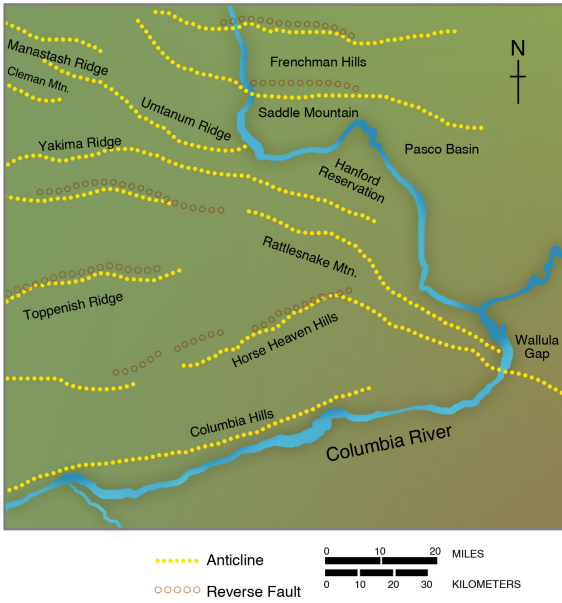 Manastash Ridge
Cleman Mtn.
Frenchman Hills
N
Umtanum Ridge
Saddle Mountain
Yakima Ridge
Pasco Basin
Hanford
Reservation
Rattlesnake Mtn.
Toppenish Ridge
Horse Heaven Hills
Wallula
Gap
Columbia Hills
Columbia River
Anticline
Reverse Fault
0 10 20 MILES
0 10 20 30 KILOMETERS